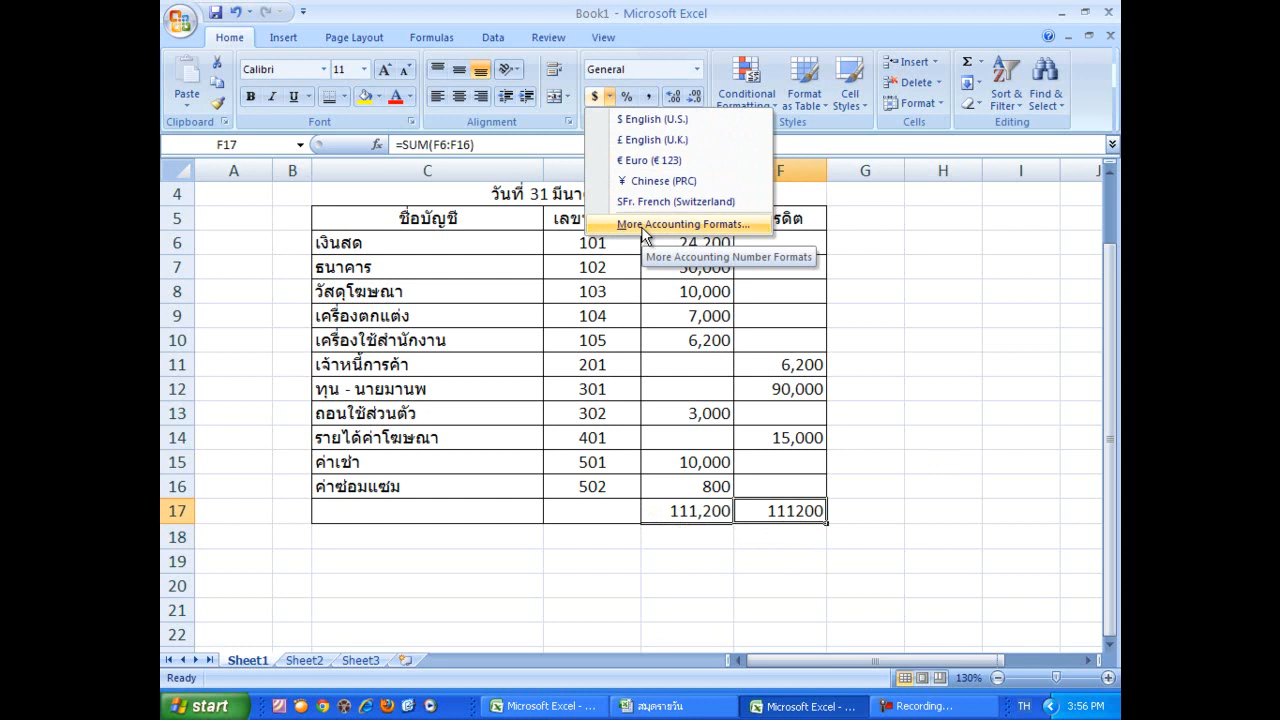 Book1 - Microsoft Excel
Home Insert Page Layout Formulas Data Review View
Paste Calibri 11 General Conditional Formatting Format as Table Cell Styles Insert Delete Format Sort & Filter Find & Select
B I U $ % ,
Clipboard Font Alignment Styles Cells Editing
F17 fx =SUM(F6:F16)
$ English (U.S.)
£ English (U.K.)
€ Euro (€ 123)
¥ Chinese (PRC)
SFr. French (Switzerland)
More Accounting Formats...
More Accounting Number Formats
A B C F G H I J
4 วันที่ 31
5 ชื่อบัญชี
6 เงินสด 101 24,200
7 ธนาคาร 102
8 วัสดุโฆษณา 103 10,000
9 เครื่องตกแต่ง 104 7,000
10 เครื่องใช้สำนักงาน 105 6,200
11 เจ้าหนี้การค้า 201 6,200
12 ทุน - นายมานพ 301 90,000
13 ถอนใช้ส่วนตัว 302 3,000
14 รายได้ค่าโฆษณา 401 15,000
15 ค่าเช่า 501 10,000
16 ค่าซ่อมแซม 502 800
17 111,200 111200
18
19
20
21
22
Sheet1 Sheet2 Sheet3
Ready 130%
start Microsoft Excel - ... สมุดรายวัน Microsoft Excel - ... Recording... TH 3:56 PM